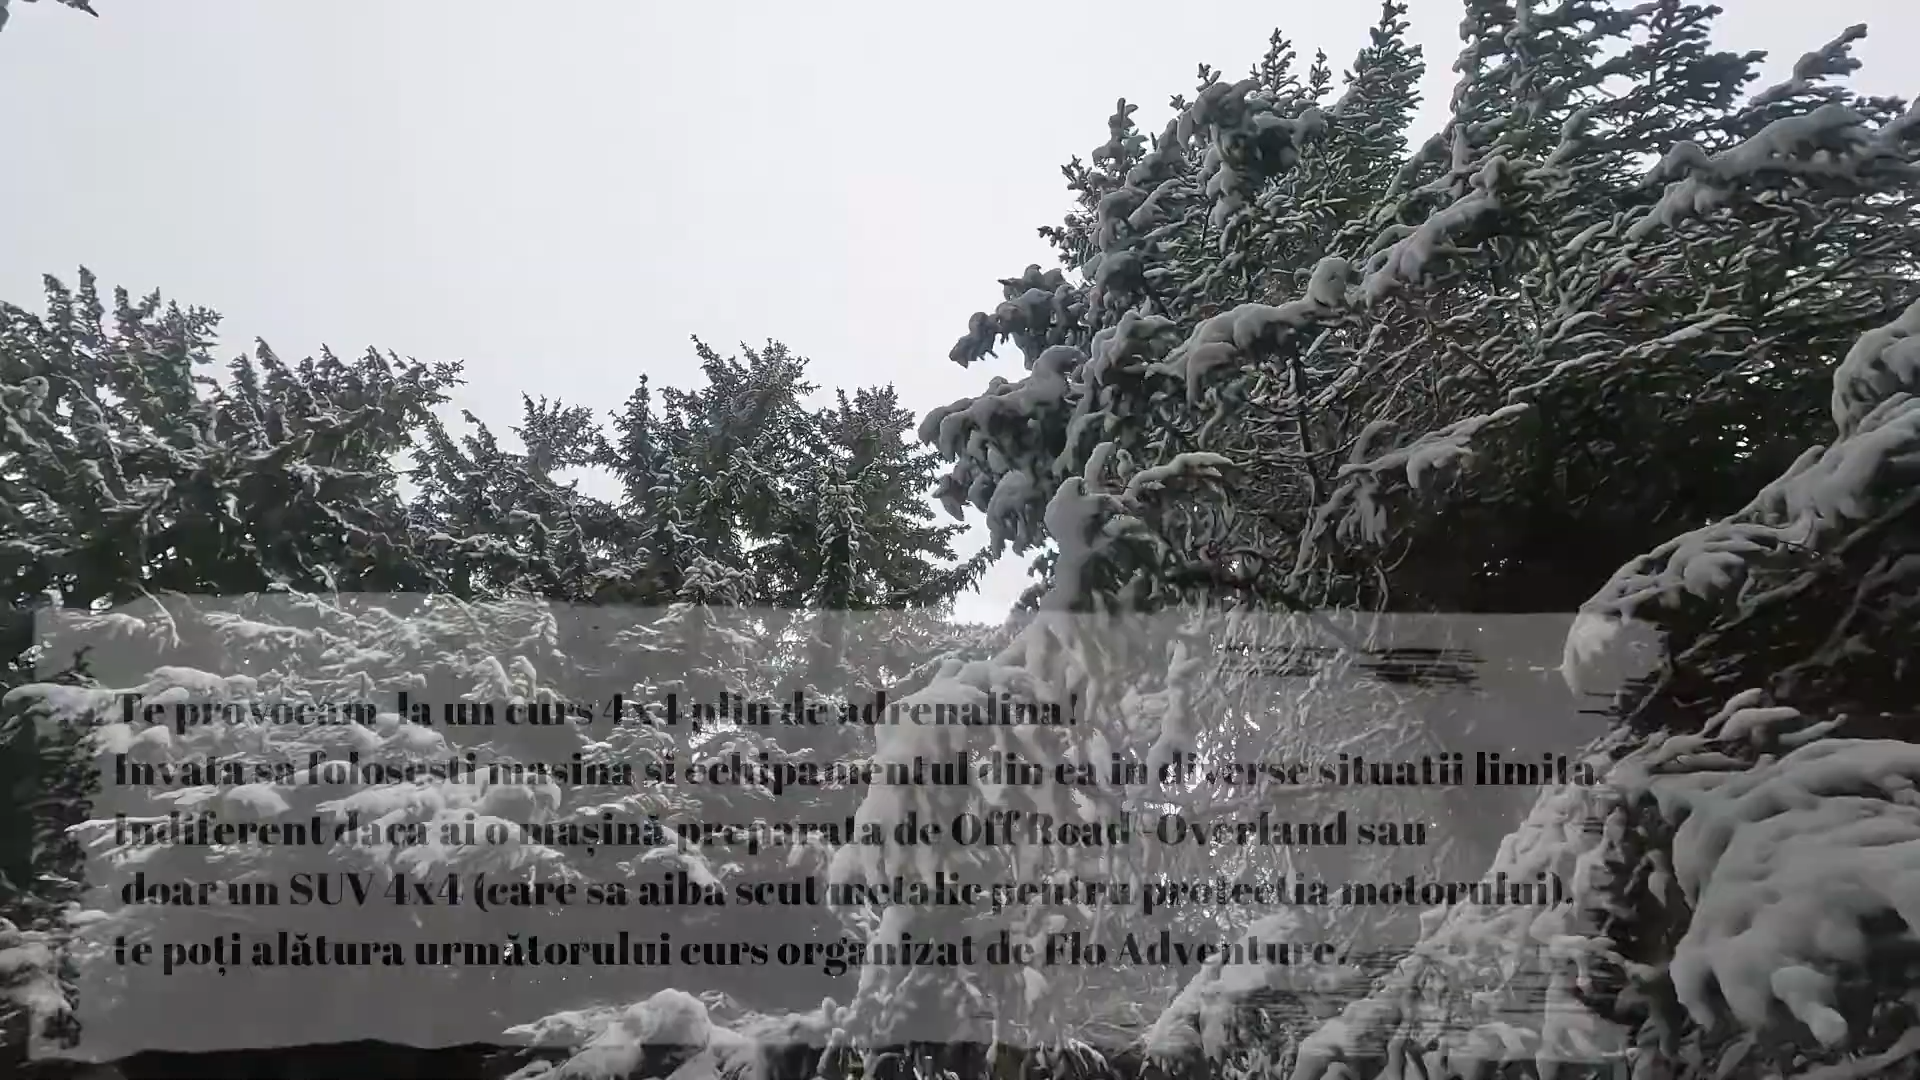 Te provocam la un curs 4x4 plin de adrenalina!
Invata sa folosesti masina si echipamentul din ea in diverse situatii limita.
Indiferent daca ai o mașină preparata de Off Road -Overland sau
doar un SUV 4x4 (care sa aiba scut metalic pentru protectia motorului),
te poți alătura următorului curs organizat de Flo Adventure.